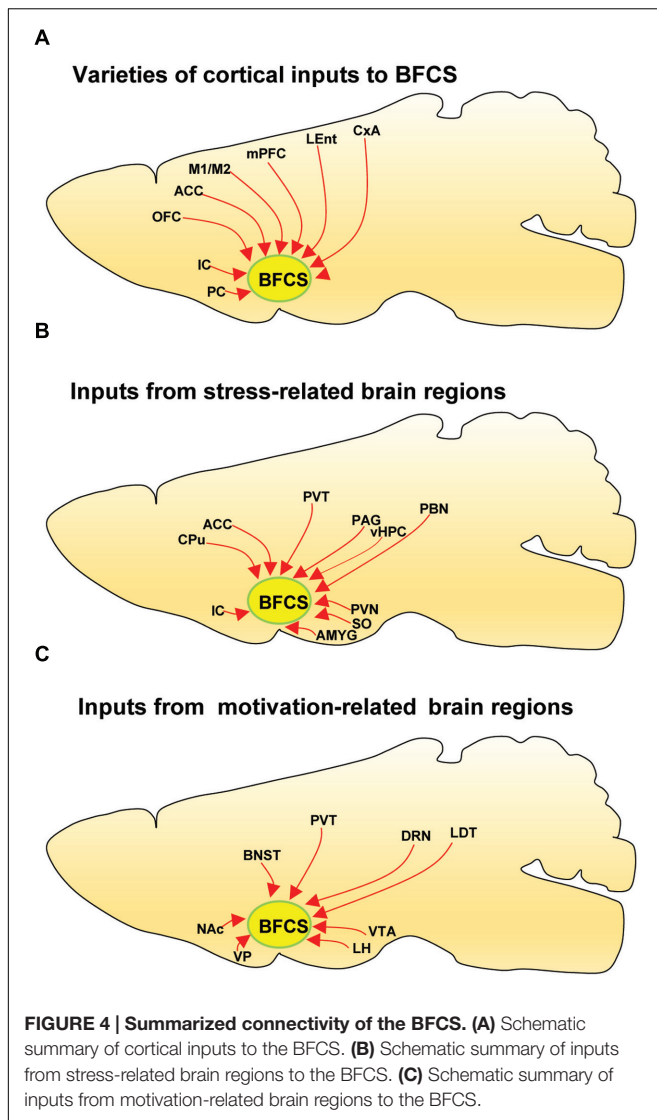 A
Varieties of cortical inputs to BFCS
CxA
LEnt
mPFC
M1/M2
ACC
OFC
IC
BFCS
PC
B
Inputs from stress-related brain regions
PVT
PBN
ACC
PAG
vHPC
CPu
IC
BFCS
PVN
SO
AMYG
C
Inputs from motivation-related brain regions
PVT
DRN
LDT
BNST
NAc
BFCS
VTA
VP
LH
FIGURE 4 | Summarized connectivity of the BFCS. (A) Schematic
summary of cortical inputs to the BFCS. (B) Schematic summary of inputs
from stress-related brain regions to the BFCS. (C) Schematic summary of
inputs from motivation-related brain regions to the BFCS.